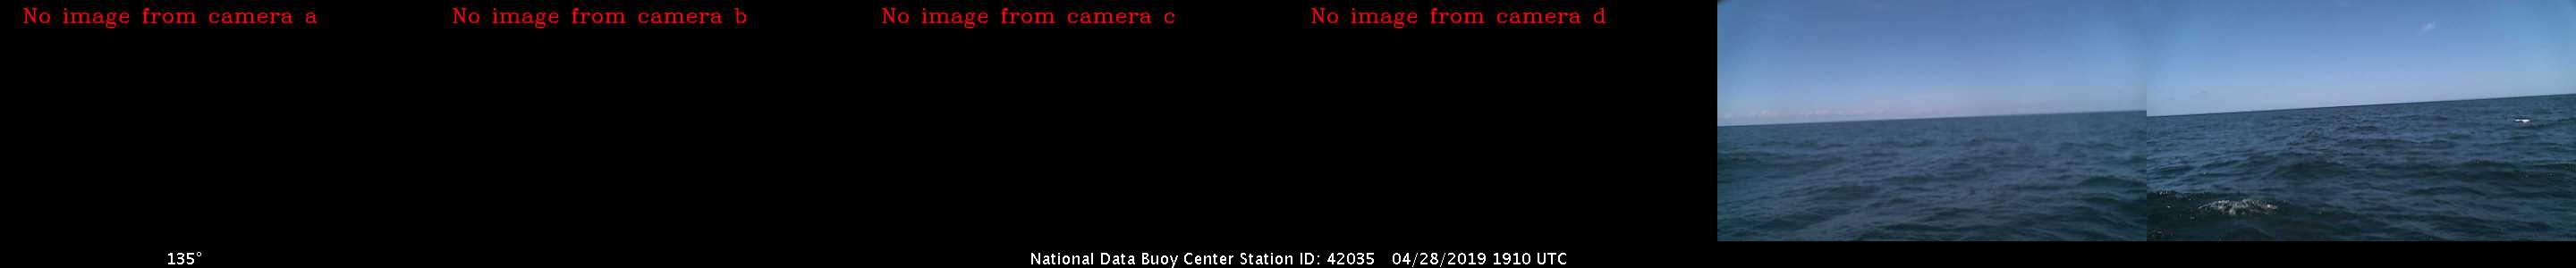 No image from camera a
No image from camera b
No image from camera c
No image from camera d
135°
National Data Buoy Center Station ID: 42035 04/28/2019 1910 UTC